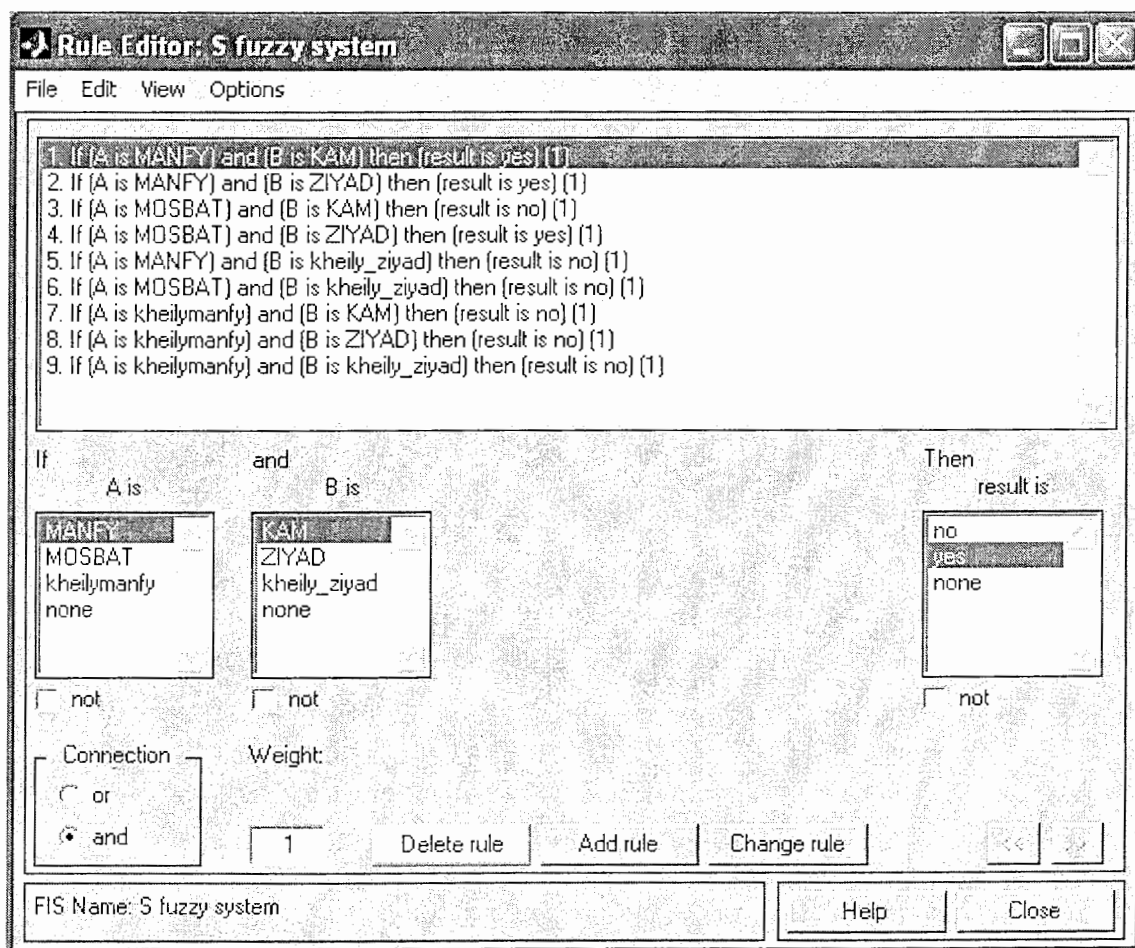 Rule Editor: S fuzzy system
File Edit View Options
1. If (A is MANFY) and (B is KAM) then (result is yes) (1)
2. If (A is MANFY) and (B is ZIYAD) then (result is yes) (1)
3. If (A is MOSBAT) and (B is KAM) then (result is no) (1)
4. If (A is MOSBAT) and (B is ZIYAD) then (result is yes) (1)
5. If (A is MANFY) and (B is kheily_ziyad) then (result is no) (1)
6. If (A is MOSBAT) and (B is kheily_ziyad) then (result is no) (1)
7. If (A is kheilymanfy) and (B is KAM) then (result is no) (1)
8. If (A is kheilymanfy) and (B is ZIYAD) then (result is no) (1)
9. If (A is kheilymanfy) and (B is kheily_ziyad) then (result is no) (1)
If and Then
A is B is result is
MANFY
MOSBAT
kheilymanfy
none
KAM
ZIYAD
kheily_ziyad
none
no
yes
none
not not not
Connection
or
and
Weight:
1 Delete rule Add rule Change rule << >>
FIS Name: S fuzzy system Help Close